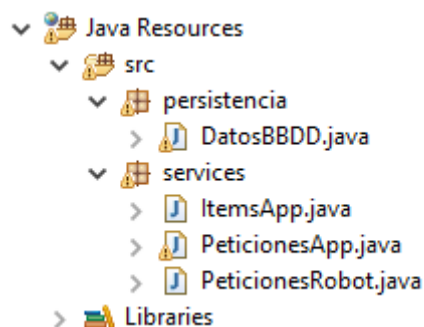 Java Resources
src
persistencia
DatosBBDD.java
services
ItemsApp.java
PeticionesApp.java
PeticionesRobot.java
Libraries